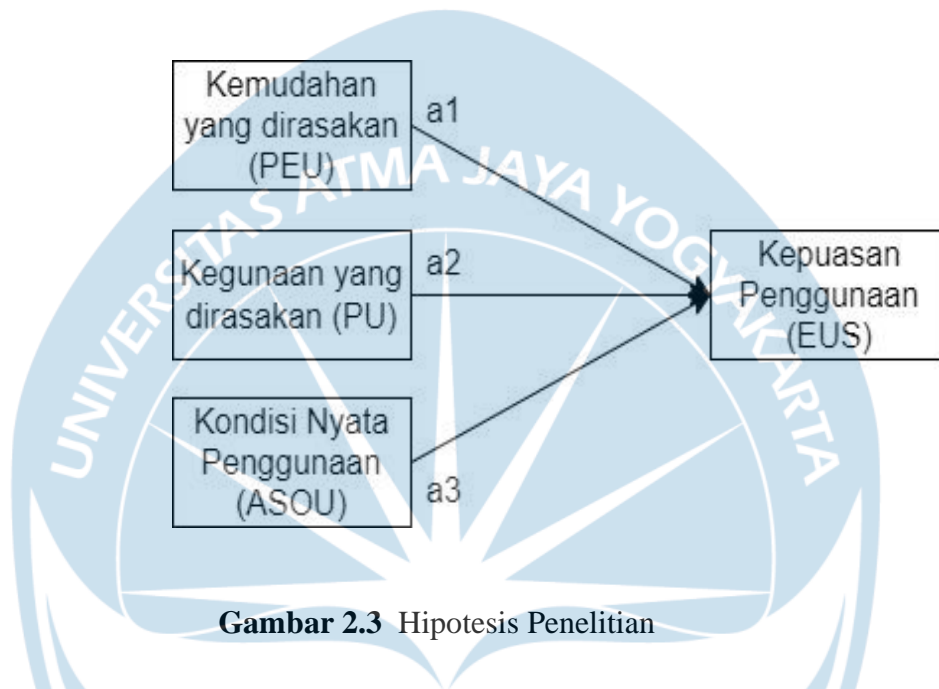 Kemudahan
yang dirasakan
(PEU)
a1
UNIVERSITAS ATMA JAYA YOGYAKARTA
Kegunaan yang
dirasakan (PU)
a2
Kepuasan
Penggunaan
(EUS)
Kondisi Nyata
Penggunaan
(ASOU)
a3
Gambar 2.3 Hipotesis Penelitian